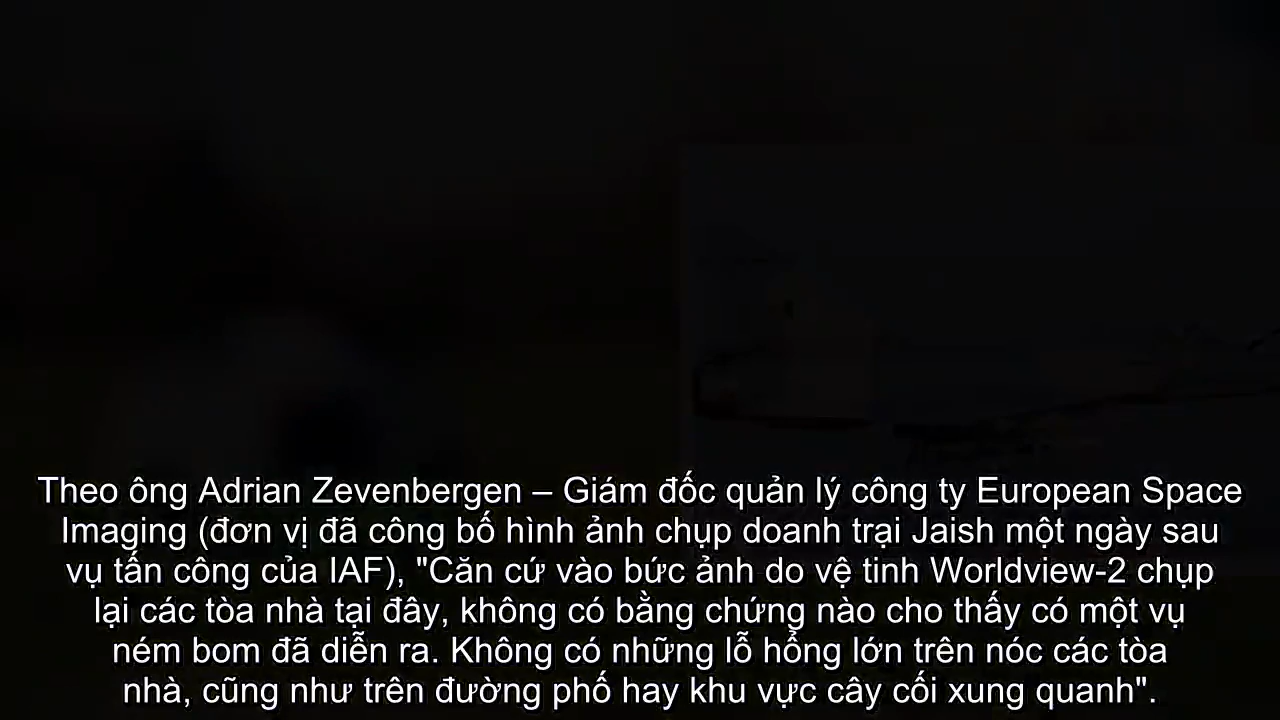 Theo ông Adrian Zevenbergen – Giám đốc quản lý công ty European Space
Imaging (đơn vị đã công bố hình ảnh chụp doanh trại Jaish một ngày sau
vụ tấn công của IAF), "Căn cứ vào bức ảnh do vệ tinh Worldview-2 chụp
lại các tòa nhà tại đây, không có bằng chứng nào cho thấy có một vụ
ném bom đã diễn ra. Không có những lỗ hổng lớn trên nóc các tòa
nhà, cũng như trên đường phố hay khu vực cây cối xung quanh".